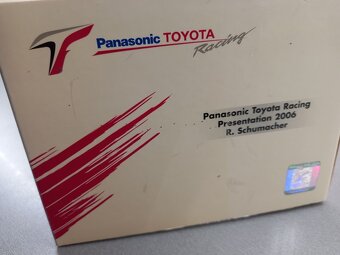 Panasonic TOYOTA
Racing
Panasonic Toyota Racing
Presentation 2006
R. Schumacher